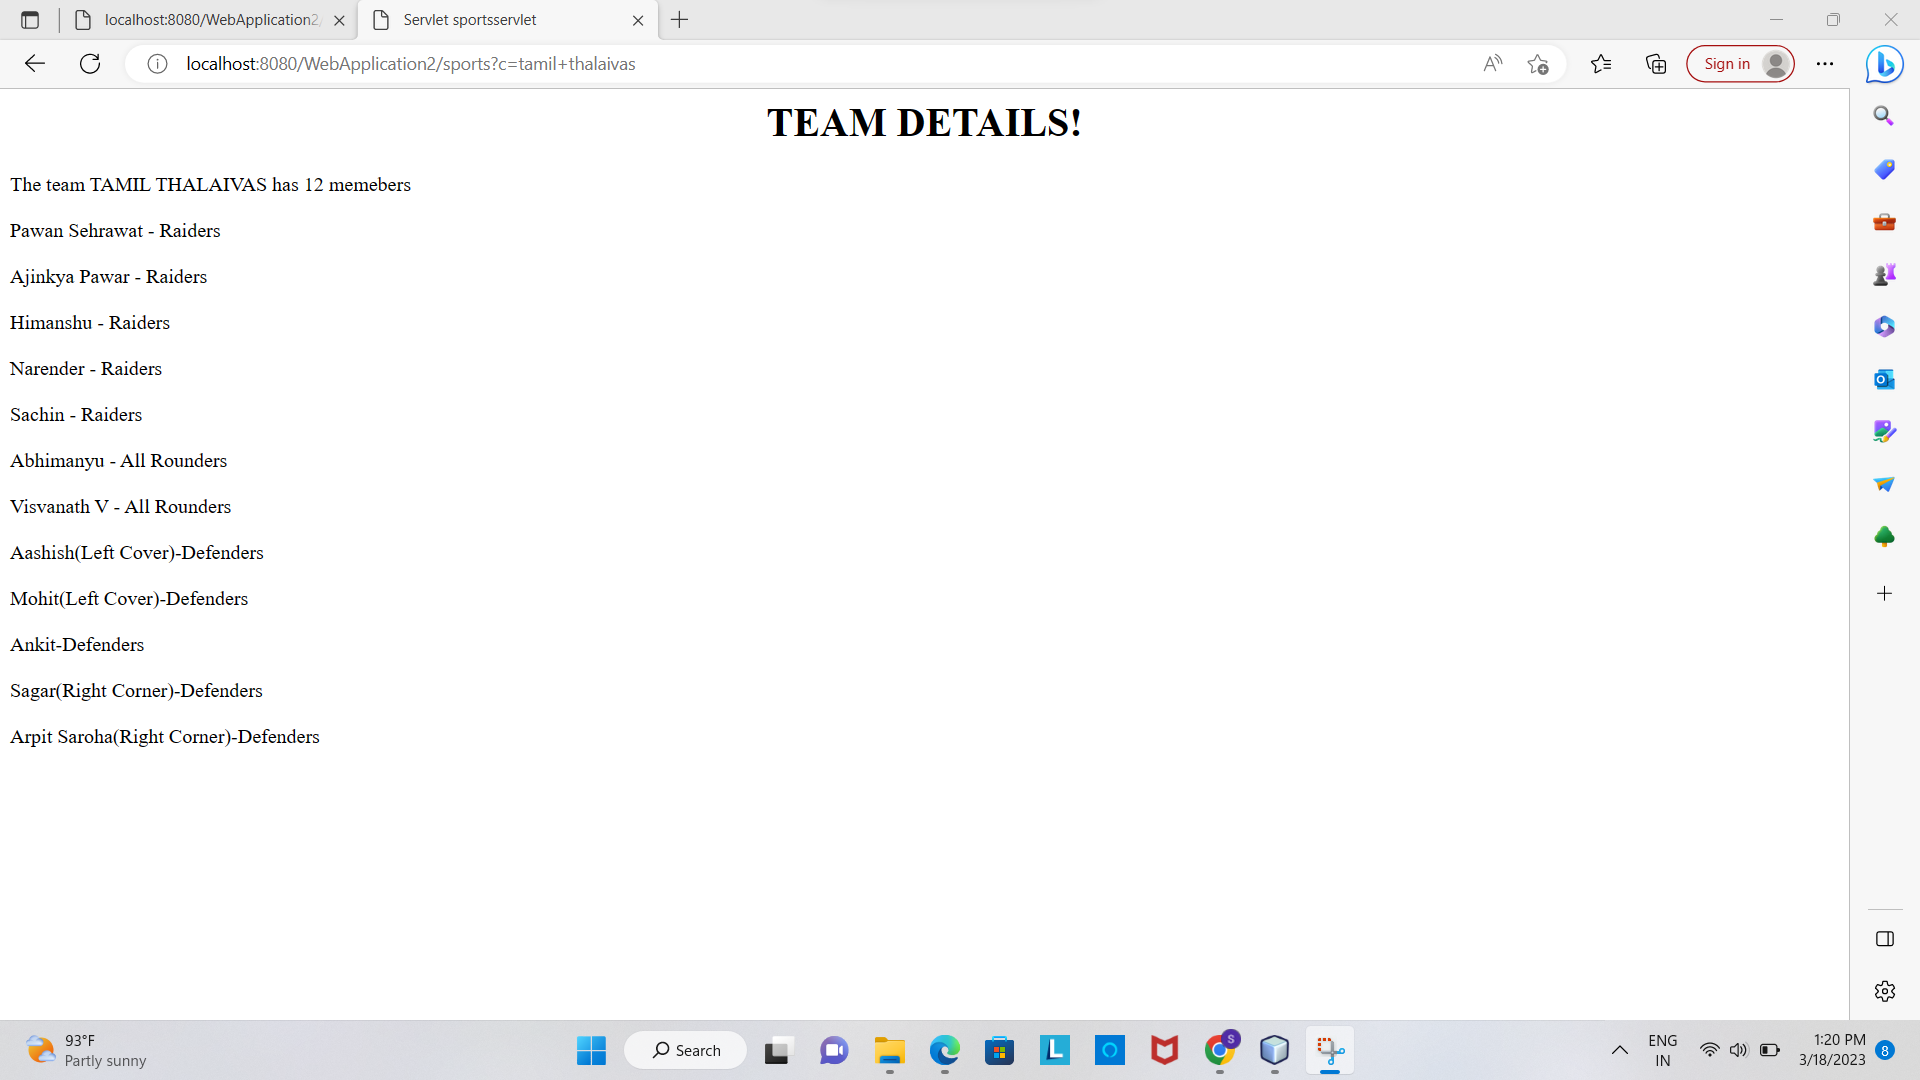 localhost:8080/WebApplication2/
Servlet sportsservlet
localhost:8080/WebApplication2/sports?c=tamil+thalaivas
Sign in
TEAM DETAILS!
The team TAMIL THALAIVAS has 12 memebers
Pawan Sehrawat - Raiders
Ajinkya Pawar - Raiders
Himanshu - Raiders
Narender - Raiders
Sachin - Raiders
Abhimanyu - All Rounders
Visvanath V - All Rounders
Aashish(Left Cover)-Defenders
Mohit(Left Cover)-Defenders
Ankit-Defenders
Sagar(Right Corner)-Defenders
Arpit Saroha(Right Corner)-Defenders
93°F
Partly sunny
Search
S
ENG
IN
1:20 PM
3/18/2023
8